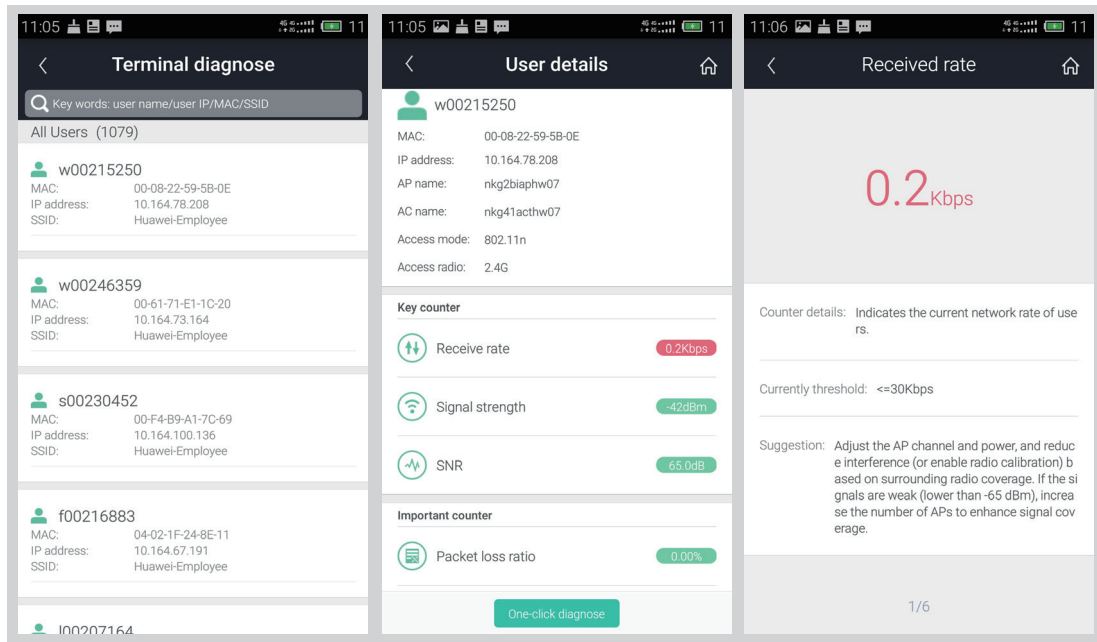 11:05
4G 4G
2G
11
Terminal diagnose
Key words: user name/user IP/MAC/SSID
All Users (1079)
w00215250
MAC: 00-08-22-59-5B-0E
IP address: 10.164.78.208
SSID: Huawei-Employee
w00246359
MAC: 00-61-71-E1-1C-20
IP address: 10.164.73.164
SSID: Huawei-Employee
s00230452
MAC: 00-F4-B9-A1-7C-69
IP address: 10.164.100.136
SSID: Huawei-Employee
f00216883
MAC: 04-02-1F-24-8E-11
IP address: 10.164.67.191
SSID: Huawei-Employee
l00207164
11:05
4G 4G
2G
11
User details
w00215250
MAC: 00-08-22-59-5B-0E
IP address: 10.164.78.208
AP name: nkg2biaphw07
AC name: nkg41acthw07
Access mode: 802.11n
Access radio: 2.4G
Key counter
Receive rate 0.2Kbps
Signal strength -42dBm
SNR 65.0dB
Important counter
Packet loss ratio 0.00%
One-click diagnose
11:06
4G 4G
2G
11
Received rate
0.2Kbps
Counter details: Indicates the current network rate of use
rs.
Currently threshold: <=30Kbps
Suggestion: Adjust the AP channel and power, and reduc
e interference (or enable radio calibration) b
ased on surrounding radio coverage. If the si
gnals are weak (lower than -65 dBm), increa
se the number of APs to enhance signal cov
erage.
1/6